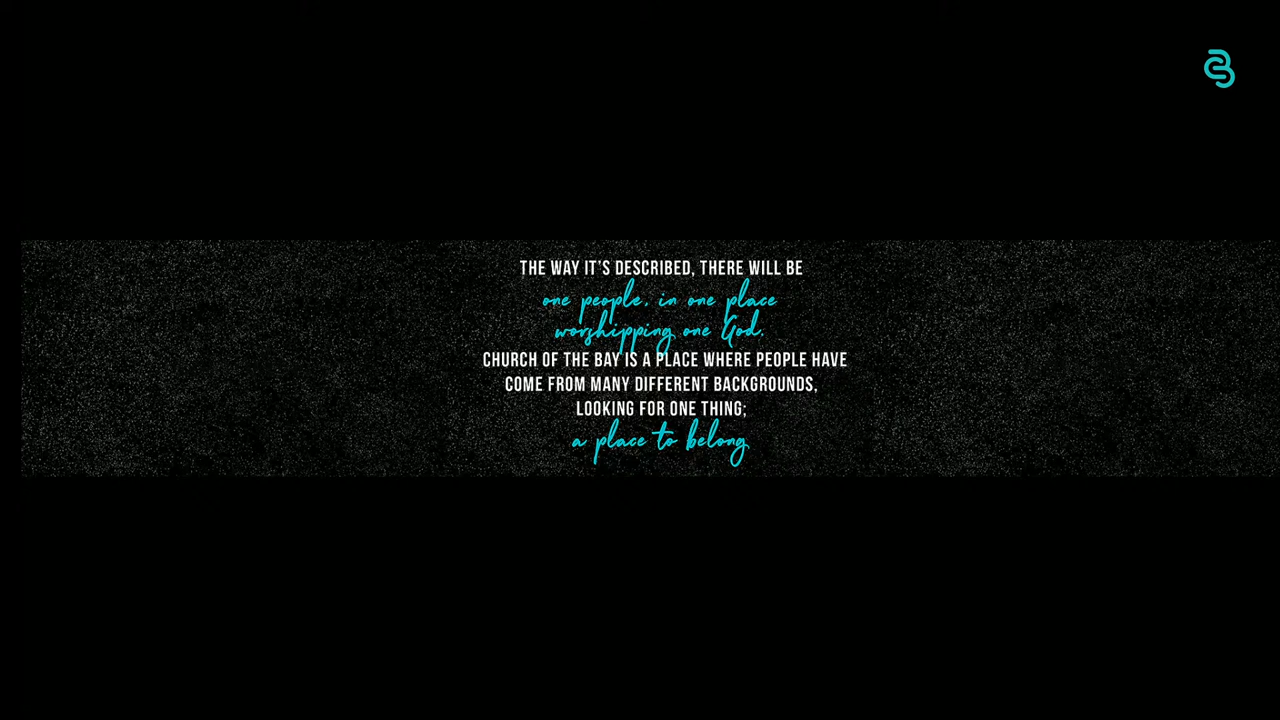 THE WAY IT'S DESCRIBED, THERE WILL BE
one people, in one place
worshipping one God.
CHURCH OF THE BAY IS A PLACE WHERE PEOPLE HAVE
COME FROM MANY DIFFERENT BACKGROUNDS,
LOOKING FOR ONE THING;
a place to belong